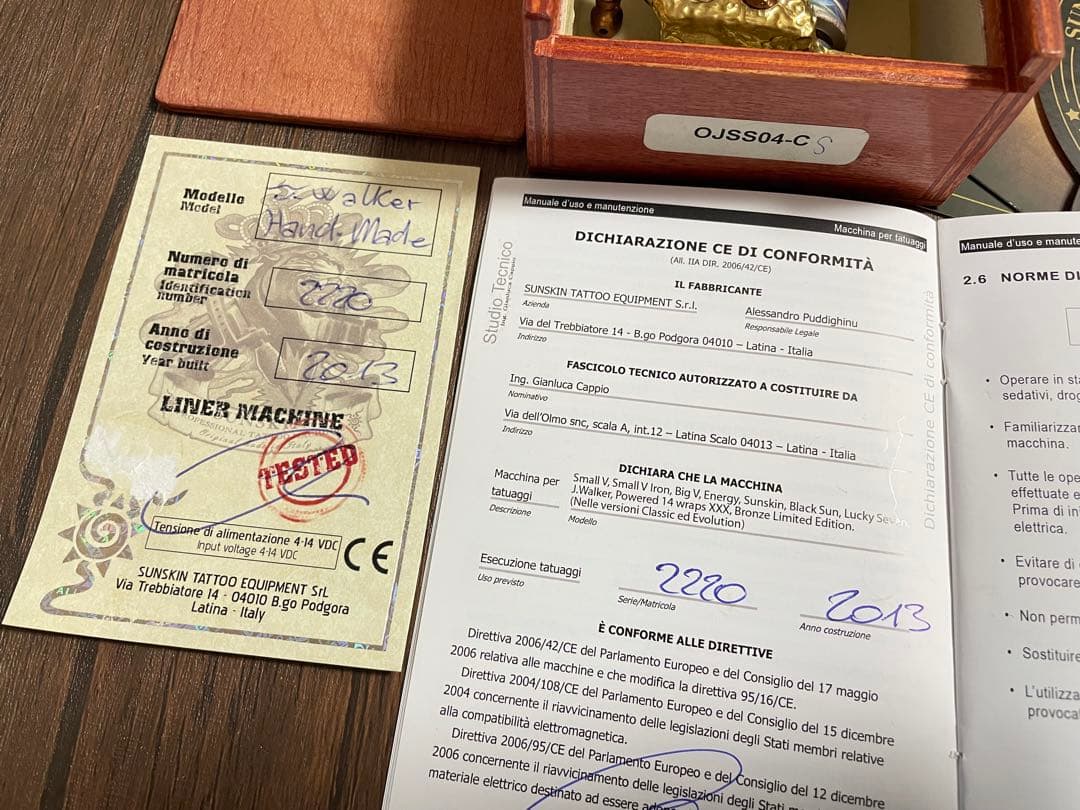 OJSS04-C S
SUNS
Modello
Model
S. Walker
Hand. Made
Numero di
matricola
Identification
number
2220
Anno di
costruzione
Year built
2013
LINER MACHINE
TESTED
Tensione di alimentazione 4-14 VDC
Input voltage 4-14 VDC
CE
SUNSKIN TATTOO EQUIPMENT SrL
Via Trebbiatore 14 - 04010 B.go Podgora
Latina - Italy
Manuale d'uso e manutenzione
Macchina per tatuaggi
Studio Tecnico
Ing. Gianluca Cappio
DICHIARAZIONE CE DI CONFORMITÀ
(All. IIA DIR. 2006/42/CE)
IL FABBRICANTE
SUNSKIN TATTOO EQUIPMENT S.r.l.
Alessandro Puddighinu
Azienda
Responsabile Legale
Via del Trebbiatore 14 - B.go Podgora 04010 – Latina - Italia
Indirizzo
FASCICOLO TECNICO AUTORIZZATO A COSTITUIRE DA
Ing. Gianluca Cappio
Nominativo
Via dell'Olmo snc, scala A, int.12 – Latina Scalo 04013 – Latina - Italia
Indirizzo
DICHIARA CHE LA MACCHINA
Macchina per
tatuaggi
Descrizione
Small V, Small V Iron, Big V, Energy, Sunskin, Black Sun, Lucky Seven,
J.Walker, Powered 14 wraps XXX, Bronze Limited Edition.
(Nelle versioni Classic ed Evolution)
Modello
Esecuzione tatuaggi
Uso previsto
2220
Serie/Matricola
2013
Anno costruzione
È CONFORME ALLE DIRETTIVE
Direttiva 2006/42/CE del Parlamento Europeo e del Consiglio del 17 maggio
2006 relativa alle macchine e che modifica la direttiva 95/16/CE.
Direttiva 2004/108/CE del Parlamento Europeo e del Consiglio del 15 dicembre
2004 concernente il riavvicinamento delle legislazioni degli Stati membri relative
alla compatibilità elettromagnetica.
Direttiva 2006/95/CE del Parlamento Europeo e del Consiglio del 12 dicembre
2006 concernente il riavvicinamento delle legislazioni degli Stati
materiale elettrico destinato ad essere
Dichiarazione CE di conformità
Manuale d'uso e manute
2.6 NORME DI
• Operare in sta
sedativi, drog
• Familiarizzar
macchina.
• Tutte le ope
effettuate e
Prima di in
elettrica.
• Evitare di
provocare
• Non perm
• Sostituire
• L'utilizza
provoca